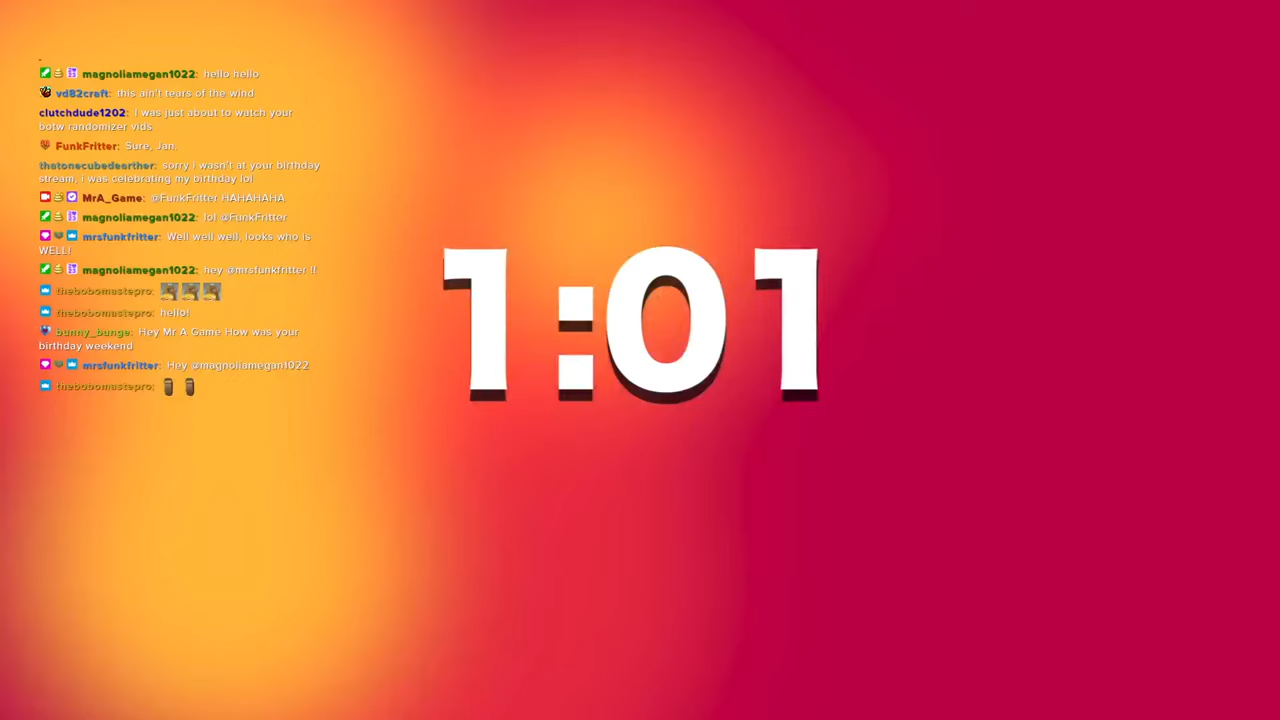 magnoliamegan1022: hello hello
vd82craft: this ain't tears of the wind
clutchdude1202: I was just about to watch your
botw randomizer vids
FunkFritter: Sure, Jan.
thatonecubedearther: sorry i wasn't at your birthday
stream, i was celebrating my birthday lol
MrA_Game: @FunkFritter HAHAHAHA
magnoliamegan1022: lol @FunkFritter
mrsfunkfritter: Well well well, looks who is
WELL!
magnoliamegan1022: hey @mrsfunkfritter !!
thebobomastepro:
thebobomastepro: hello!
bunny_bunge: Hey Mr A Game How was your
birthday weekend
mrsfunkfritter: Hey @magnoliamegan1022
thebobomastepro:
1:01